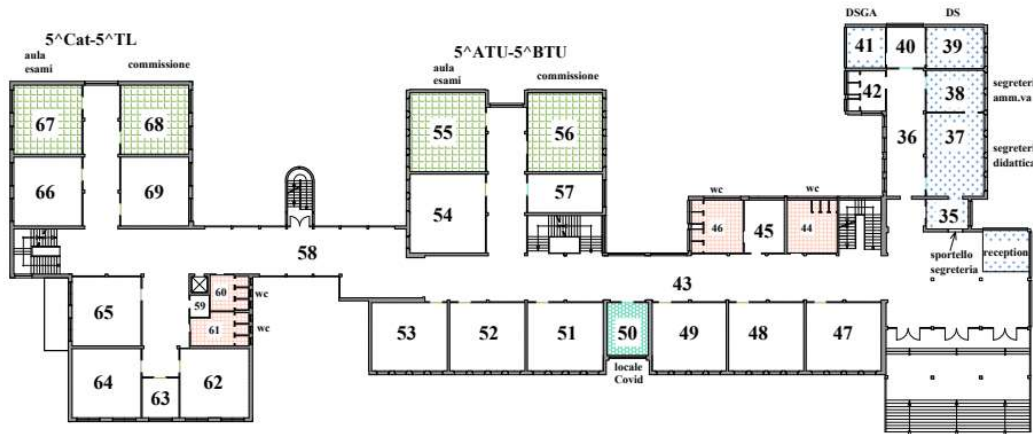 DSGA DS
5^Cat-5^TL
aula
esami
commissione
5^ATU-5^BTU
aula
esami
commissione
41 40 39
42 38
segreteri
amm.va
67 68
55 56
36 37
segreteri
didattica
66 69
54 57
wc wc
46 45 44
35
58
sportello
segreteria
reception
43
65
59 60 wc
61 wc
53 52 51 50 49 48 47
64 63 62
locale
Covid